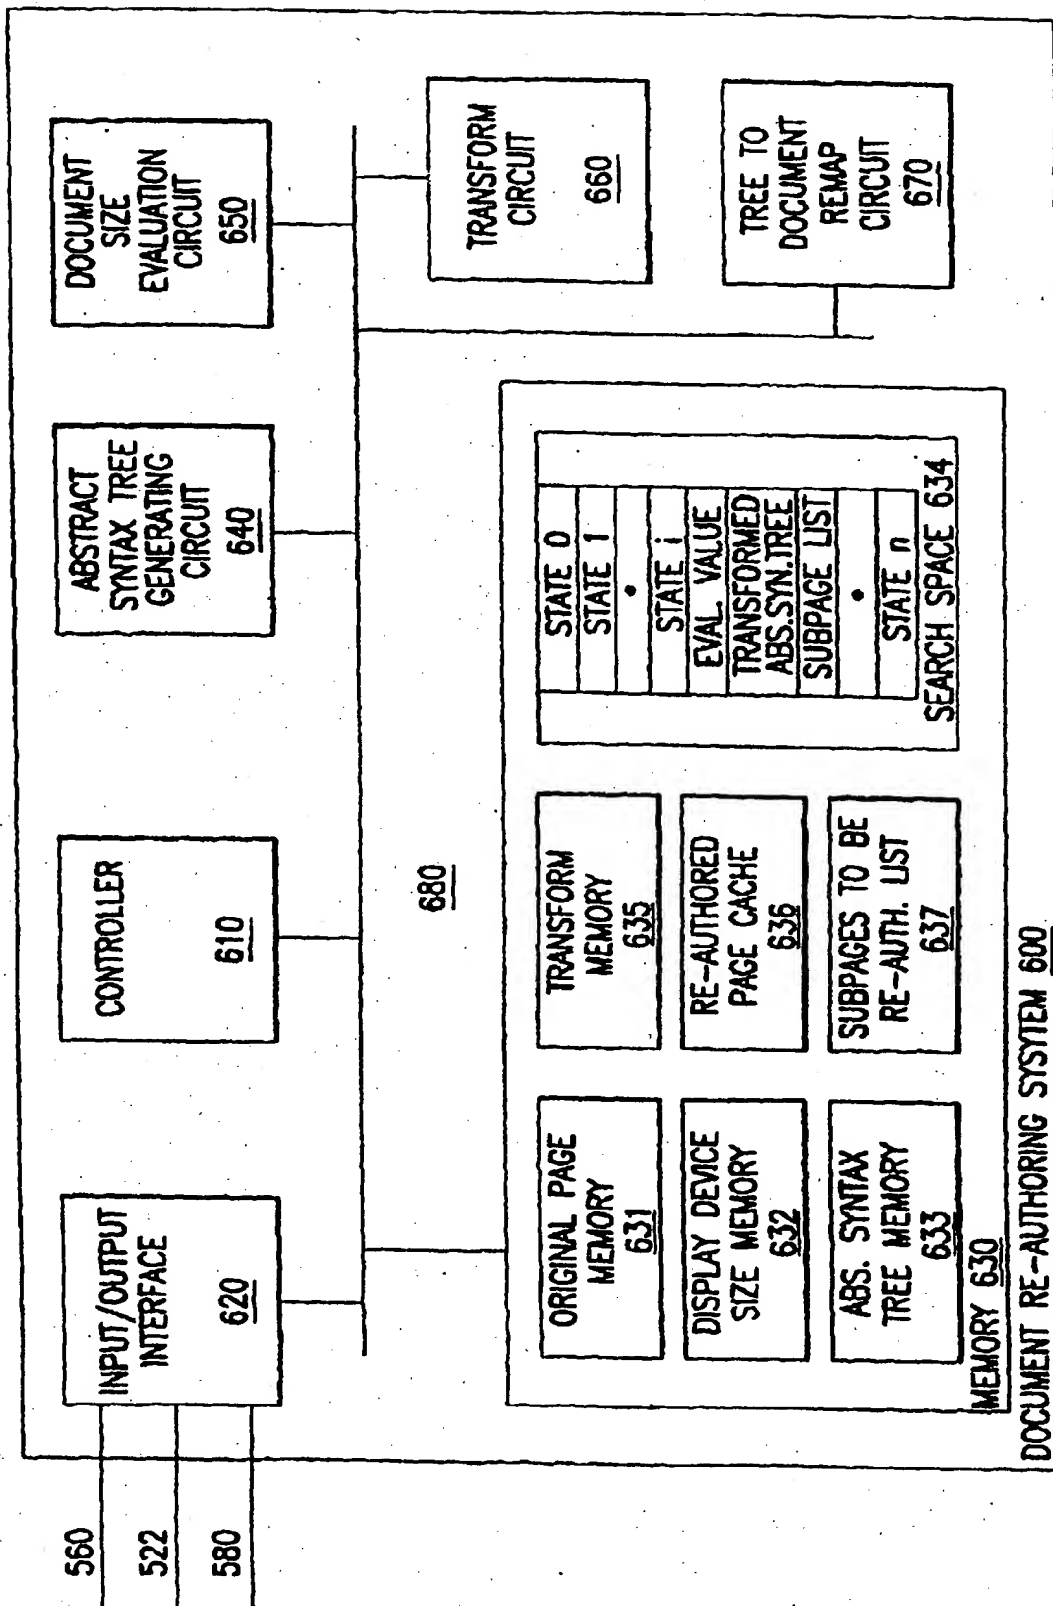 560
522
580
INPUT/OUTPUT
INTERFACE
620
CONTROLLER
610
ABSTRACT
SYNTAX TREE
GENERATING
CIRCUIT
640
DOCUMENT
SIZE
EVALUATION
CIRCUIT
650
TRANSFORM
CIRCUIT
660
TREE TO
DOCUMENT
REMAP
CIRCUIT
670
680
ORIGINAL PAGE
MEMORY
631
DISPLAY DEVICE
SIZE MEMORY
632
ABS. SYNTAX
TREE MEMORY
633
TRANSFORM
MEMORY
635
RE-AUTHORED
PAGE CACHE
636
SUBPAGES TO BE
RE-AUTH. LIST
637
STATE 0
STATE 1
STATE i
EVAL VALUE
TRANSFORMED
ABS.SYN.TREE
SUBPAGE LIST
STATE n
SEARCH SPACE 634
MEMORY 630
DOCUMENT RE-AUTHORING SYSYTEM 600